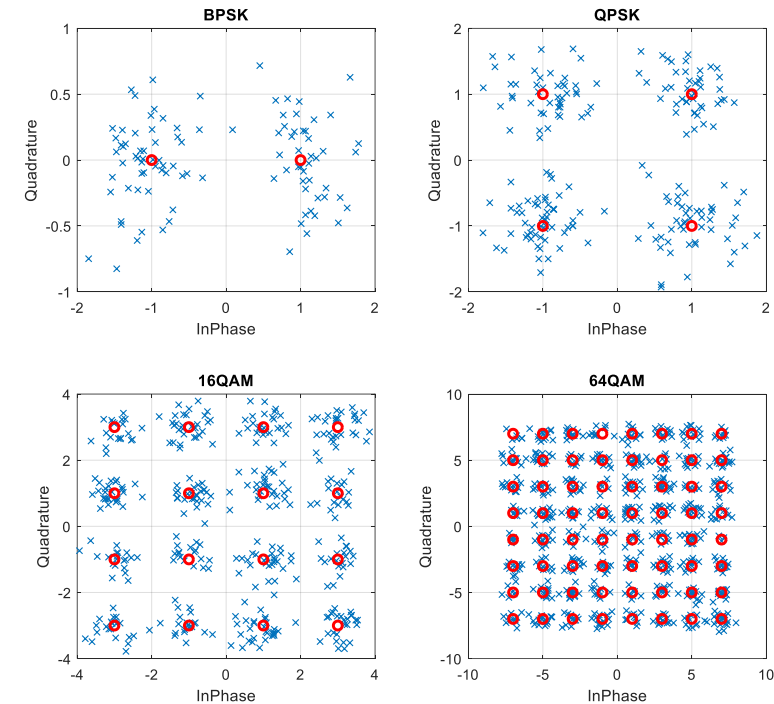 BPSK
1
0.5
0
-0.5
-1
Quadrature
-2 -1 0 1 2
InPhase
QPSK
2
1
0
-1
-2
Quadrature
-2 -1 0 1 2
InPhase
16QAM
4
2
0
-2
-4
Quadrature
-4 -2 0 2 4
InPhase
64QAM
10
5
0
-5
-10
Quadrature
-10 -5 0 5 10
InPhase